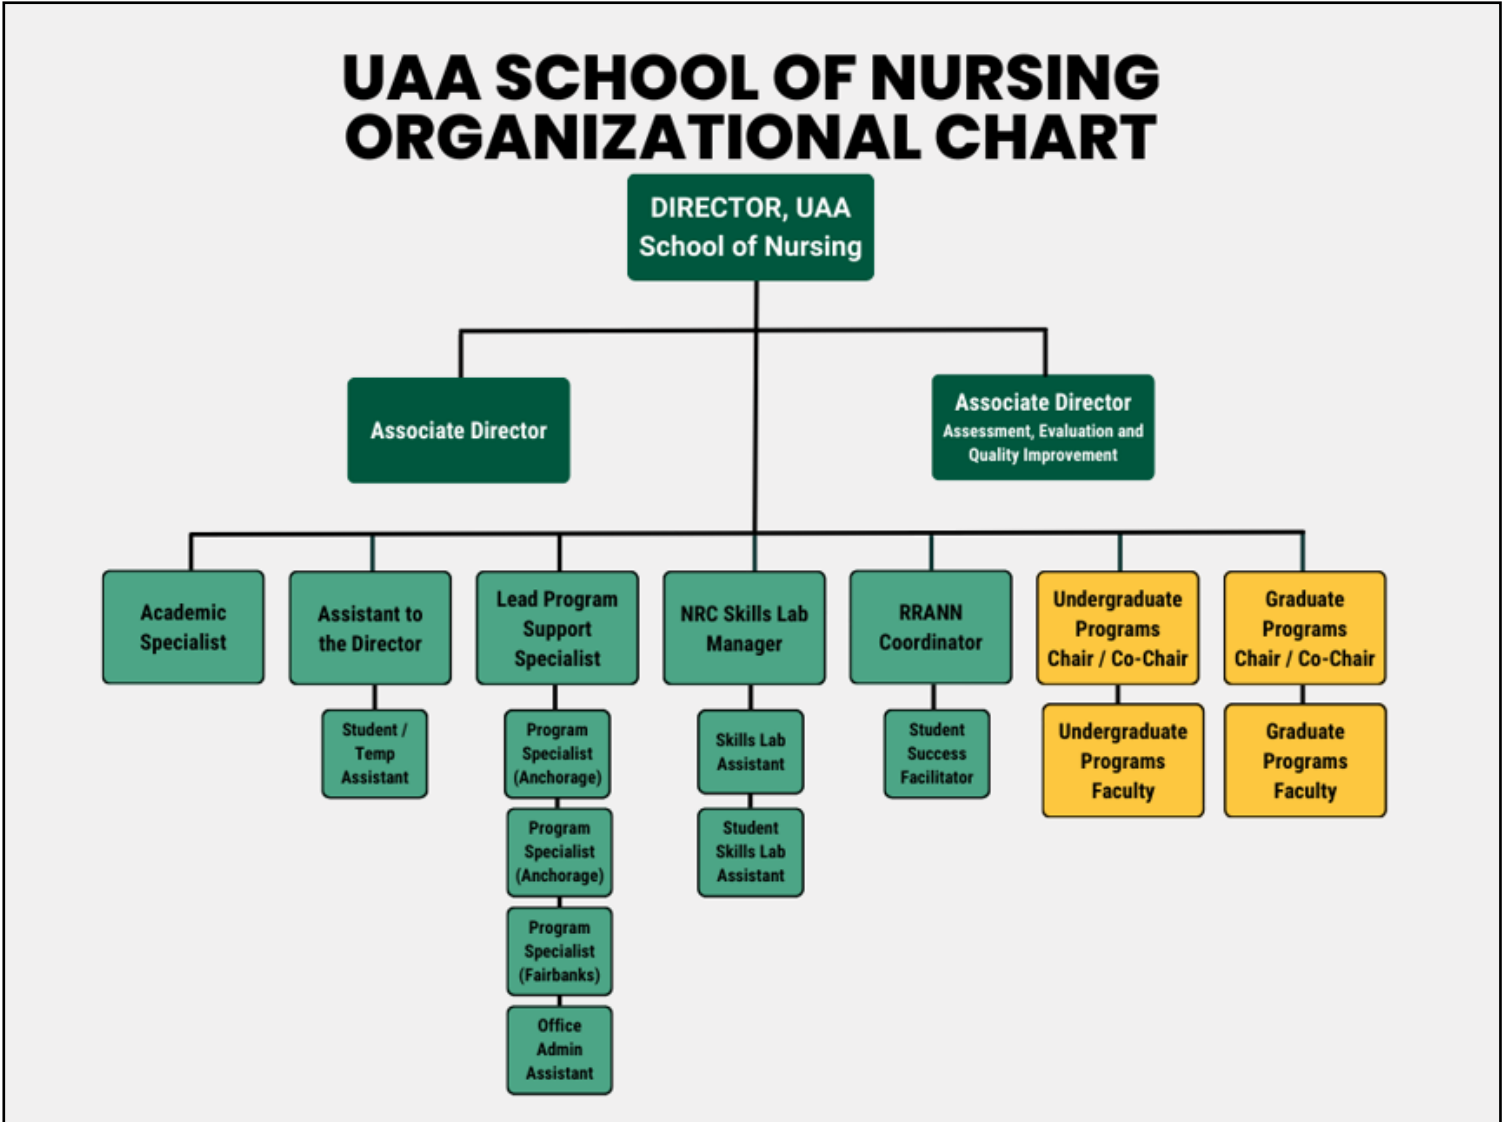 UAA SCHOOL OF NURSING
ORGANIZATIONAL CHART
DIRECTOR, UAA
School of Nursing
Associate Director
Associate Director
Assessment, Evaluation and
Quality Improvement
Academic
Specialist
Assistant to
the Director
Lead Program
Support
Specialist
NRC Skills Lab
Manager
RRANN
Coordinator
Undergraduate
Programs
Chair / Co-Chair
Graduate
Programs
Chair / Co-Chair
Student /
Temp
Assistant
Program
Specialist
(Anchorage)
Skills Lab
Assistant
Student
Success
Facilitator
Undergraduate
Programs
Faculty
Graduate
Programs
Faculty
Program
Specialist
(Anchorage)
Student
Skills Lab
Assistant
Program
Specialist
(Fairbanks)
Office
Admin
Assistant